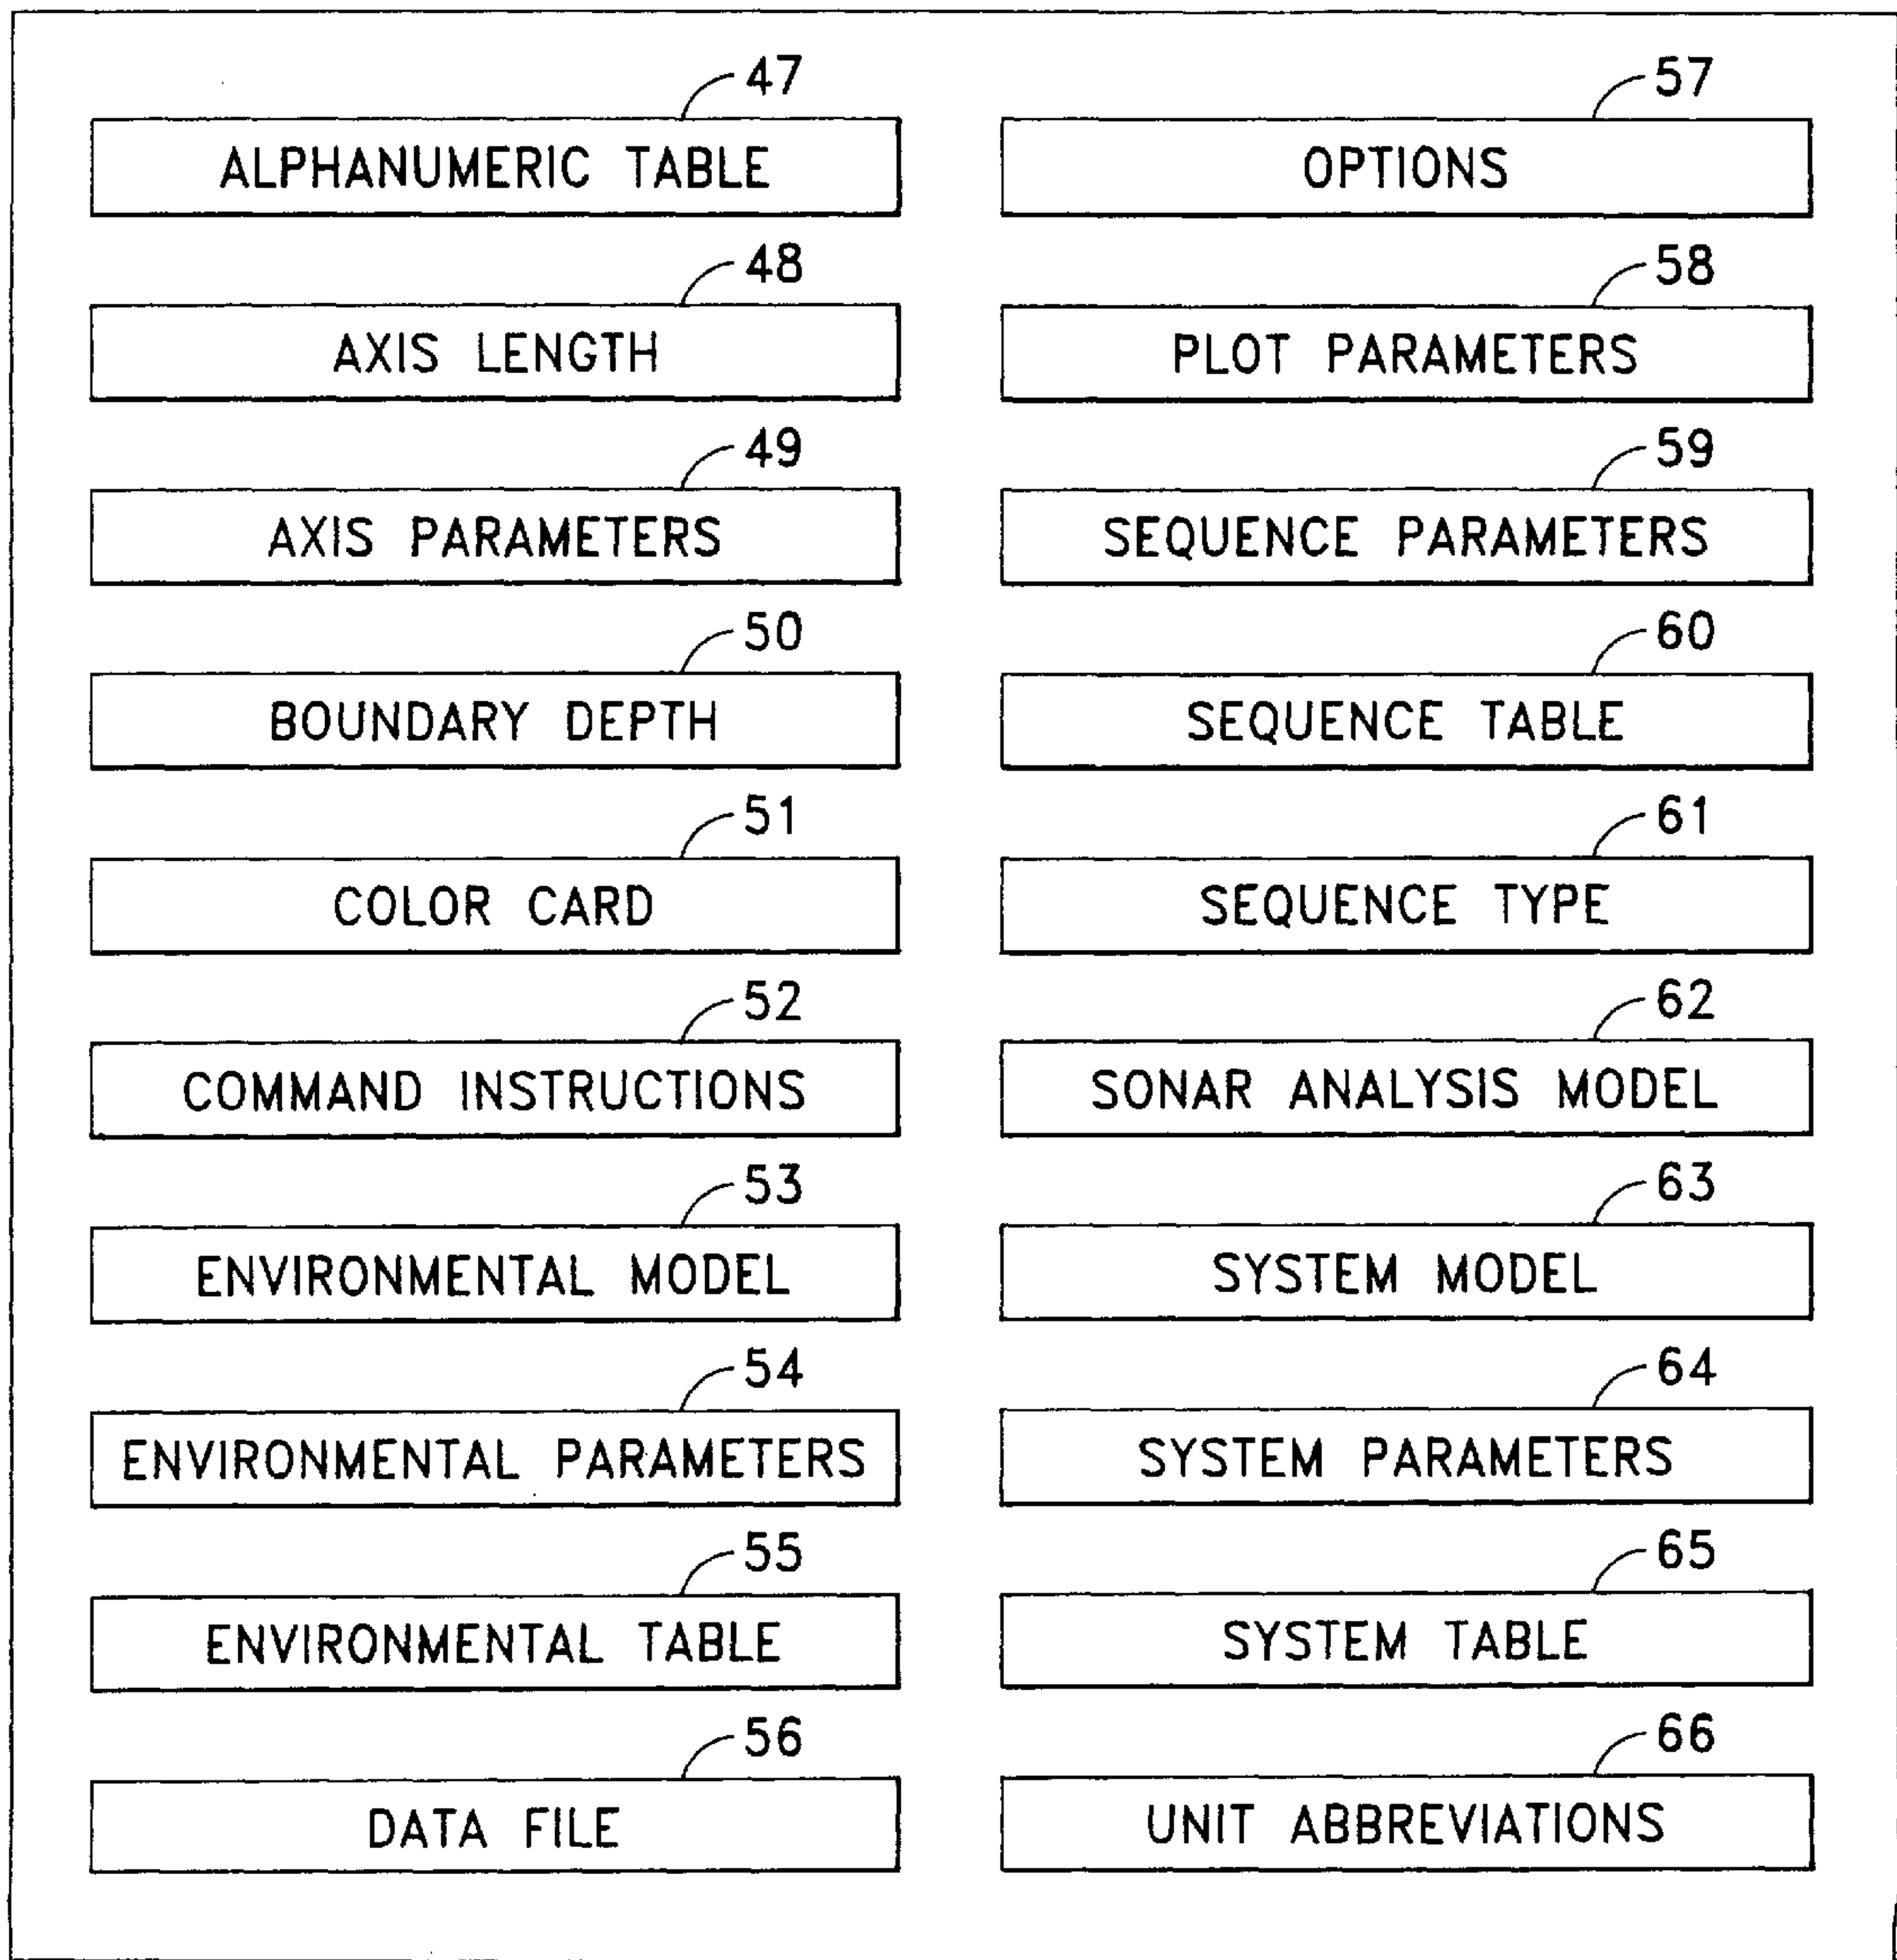 47
ALPHANUMERIC TABLE
48
AXIS LENGTH
49
AXIS PARAMETERS
50
BOUNDARY DEPTH
51
COLOR CARD
52
COMMAND INSTRUCTIONS
53
ENVIRONMENTAL MODEL
54
ENVIRONMENTAL PARAMETERS
55
ENVIRONMENTAL TABLE
56
DATA FILE
57
OPTIONS
58
PLOT PARAMETERS
59
SEQUENCE PARAMETERS
60
SEQUENCE TABLE
61
SEQUENCE TYPE
62
SONAR ANALYSIS MODEL
63
SYSTEM MODEL
64
SYSTEM PARAMETERS
65
SYSTEM TABLE
66
UNIT ABBREVIATIONS